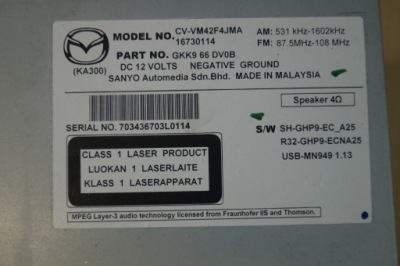 MODEL NO. CV-VM42F4JMA AM: 531 kHz-1602kHz
16730114 FM: 87.5MHz-108 MHz
PART NO. GKK9 66 DV0B
(KA300) DC 12 VOLTS NEGATIVE GROUND
SANYO Automedia Sdn.Bhd. MADE IN MALAYSIA
Speaker 4Ω
SERIAL NO. 703436703L0114
S/W SH-GHP9-EC_A25
R32-GHP9-ECNA25
USB-MN949 1.13
CLASS 1 LASER PRODUCT
LUOKAN 1 LASERLAITE
KLASS 1 LASERAPPARAT
MPEG Layer-3 audio technology licensed from Fraunhofer IIS and Thomson.